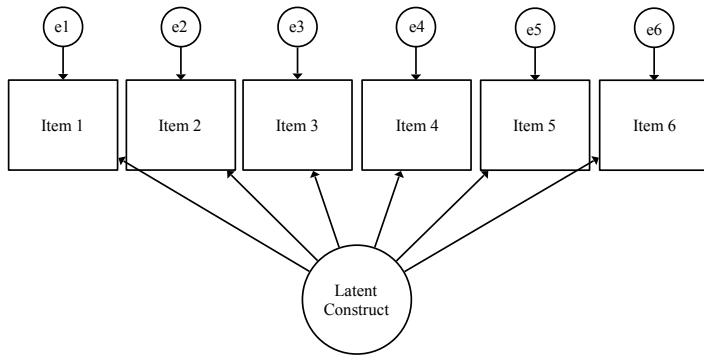 e1 e2 e3 e4 e5 e6
Item 1 Item 2 Item 3 Item 4 Item 5 Item 6
Latent
Construct